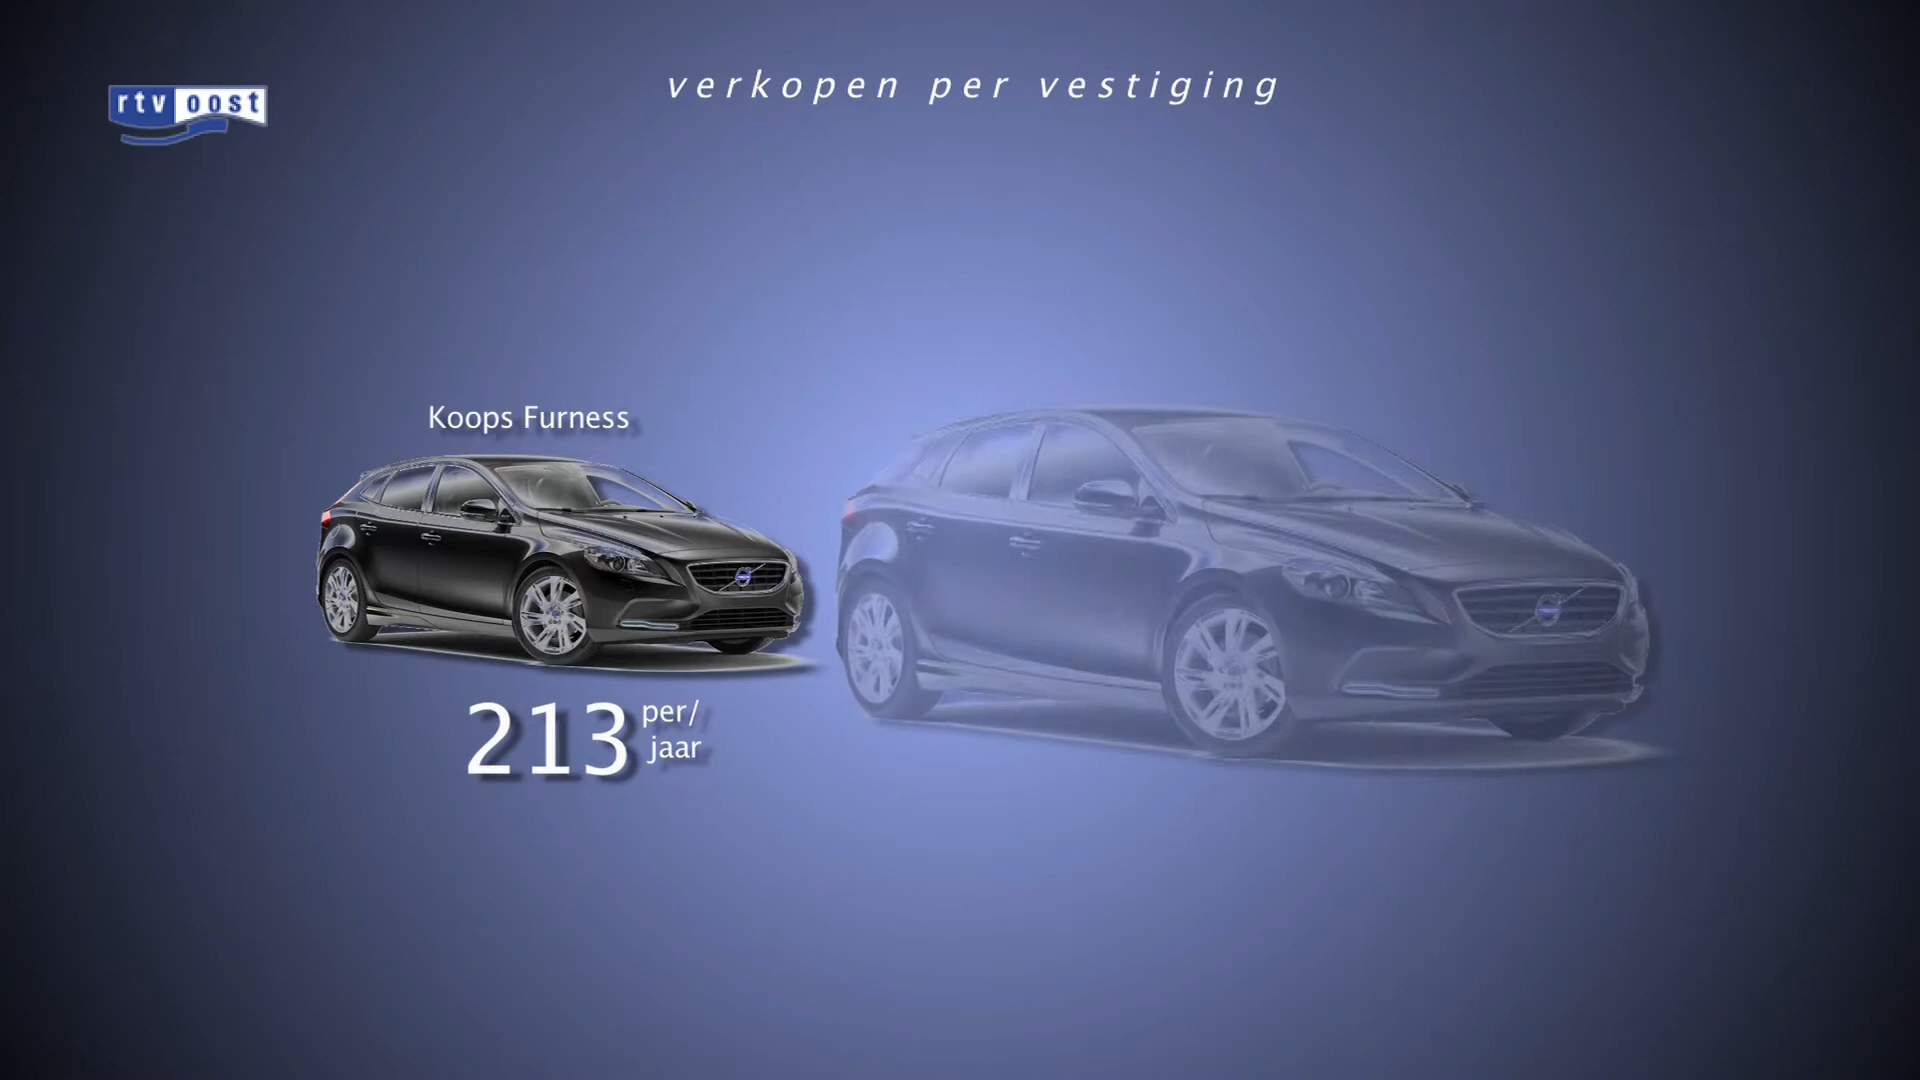 verkopen per vestiging
rtv oost
Koops Furness
213 per/
jaar